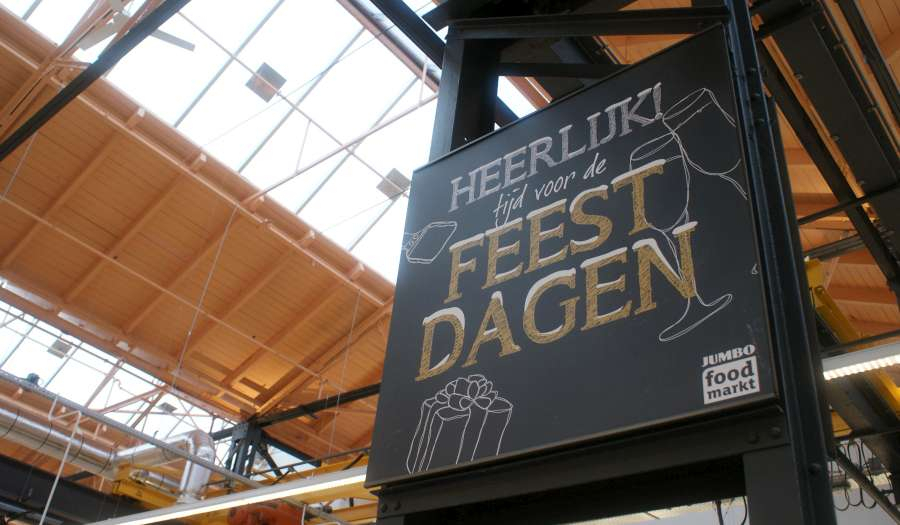 HEERLIJK!
tijd voor de
FEEST
DAGEN
JUMBO
food
markt